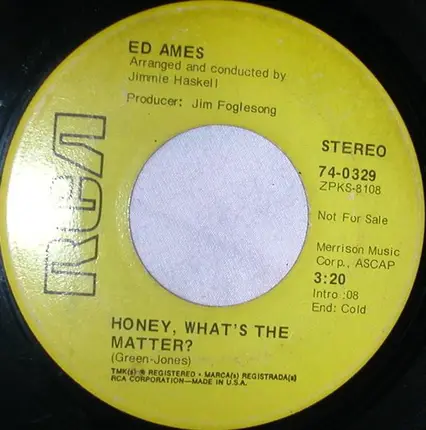 ED AMES
Arranged and conducted by
Jimmie Haskell
Producer: Jim Foglesong
RCA
STEREO
74-0329
ZPKS-8108
Not For Sale
Merrison Music
Corp., ASCAP
3:20
Intro :08
End: Cold
HONEY, WHAT'S THE
MATTER?
(Green-Jones)
TMK(s) ® REGISTERED • MARCA(s) REGISTRADA(s)
RCA CORPORATION—MADE IN U.S.A.